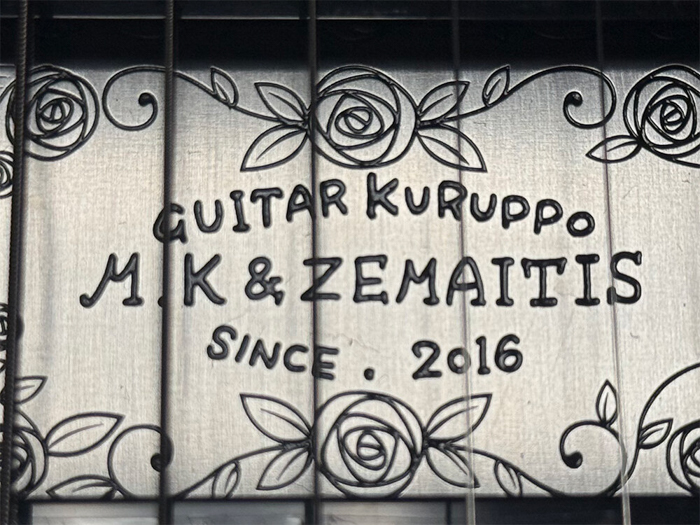 GUITAR KURUPPO
M.K & ZEMAITIS
SINCE. 2016